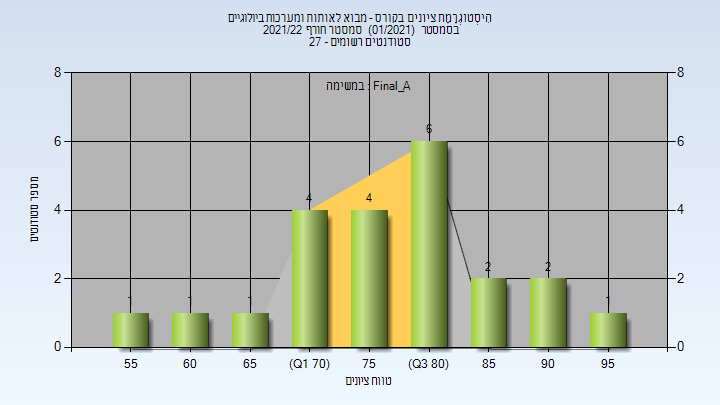 הִיסְטוֹגְרָמַת ציונים בקורס - מבוא לאותות ומערכות ביולוגיים
בסמסטר (01/2021) סמסטר חורף 2021/22
סטודנטים רשומים - 27
במשימה : Final_A
8 8
6 6
4 4
2 2
0 0
מספר סטודנטים
1 1 1 4 4 6 2 2 1
55 60 65 (Q1 70) 75 (Q3 80) 85 90 95
טווח ציונים